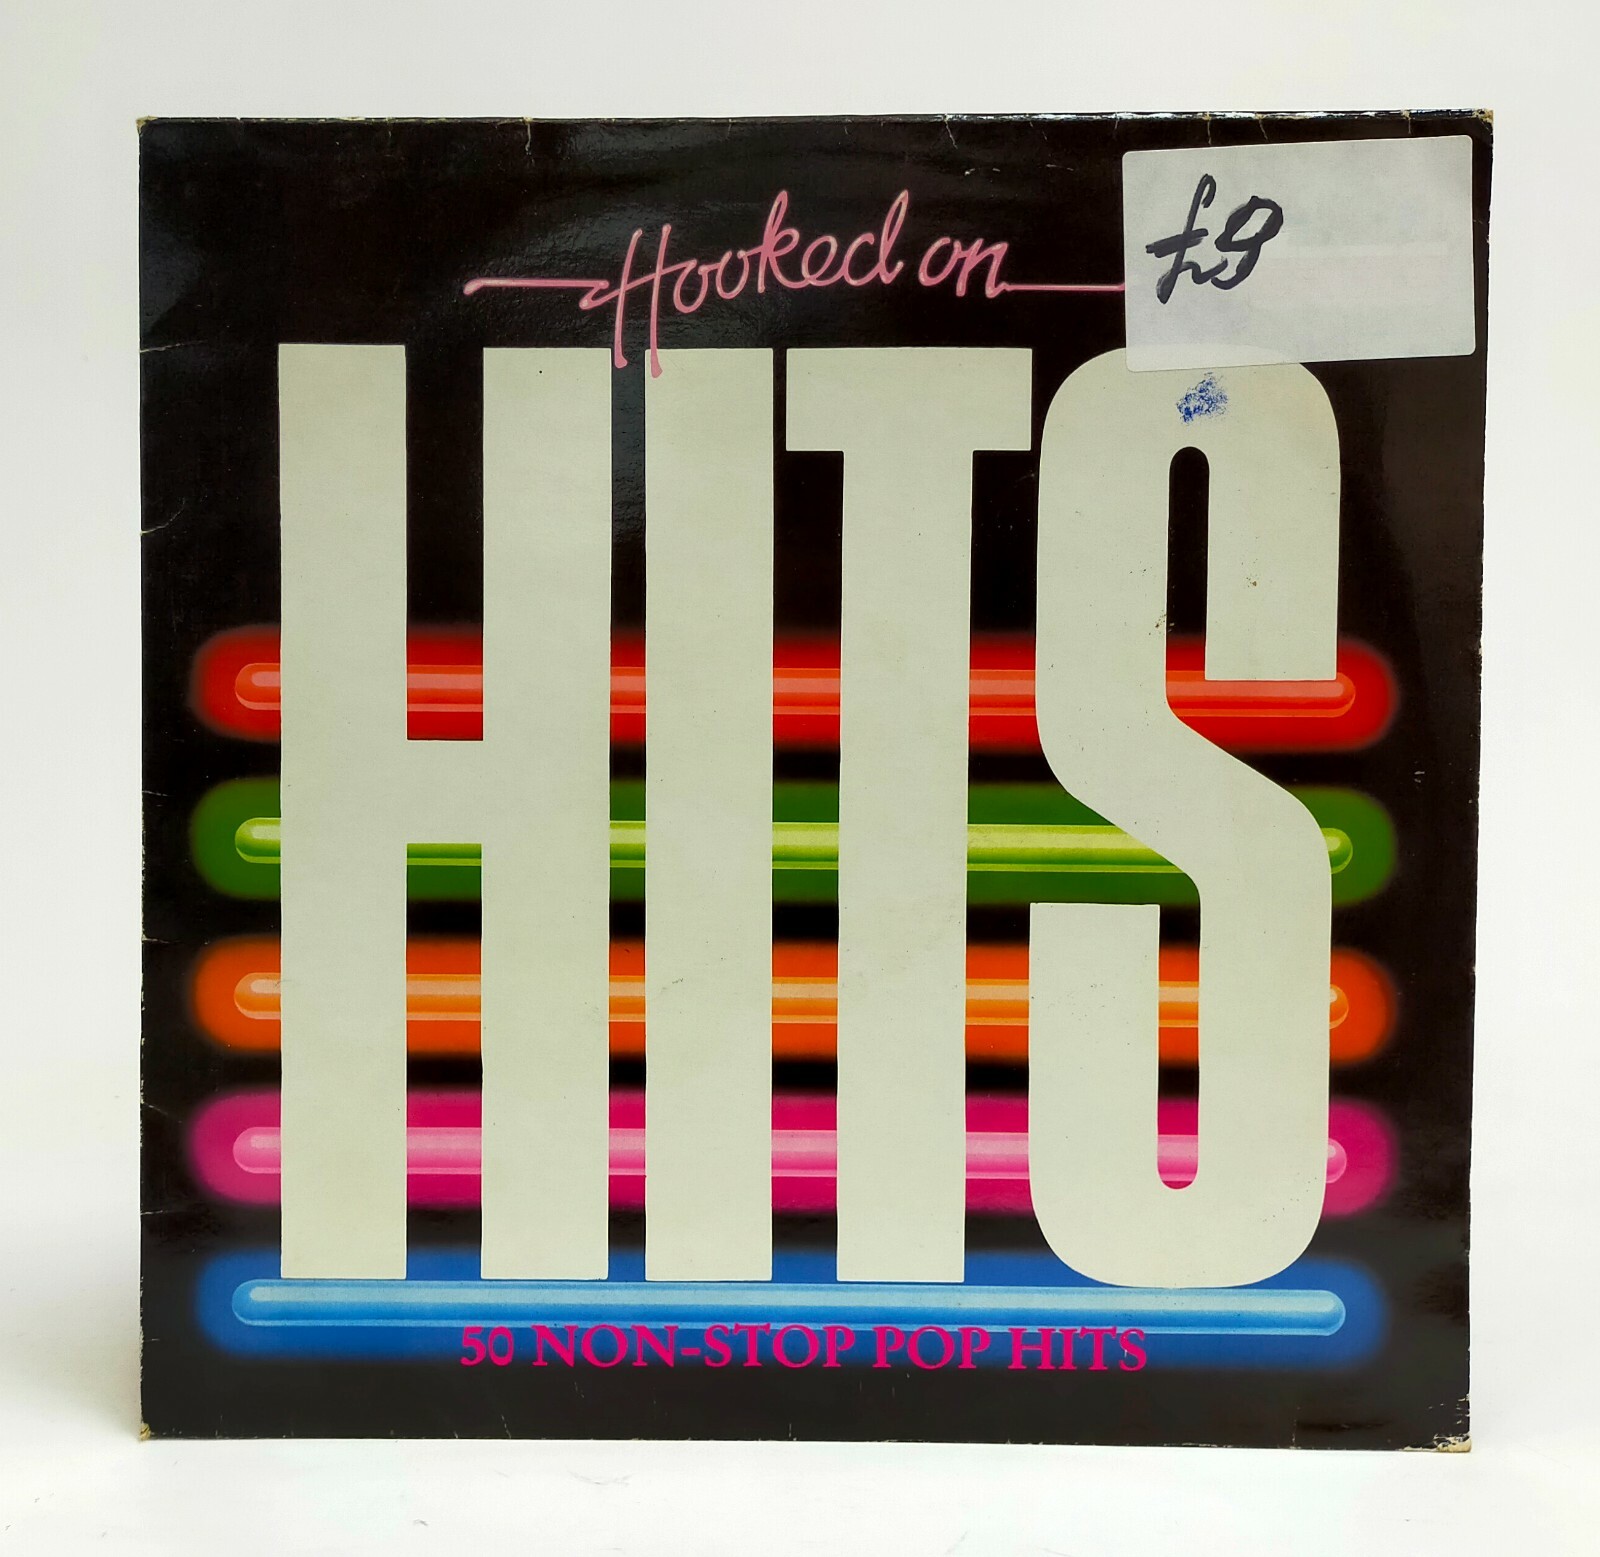 £9
Hooked on
HITS
50 NON-STOP POP HITS